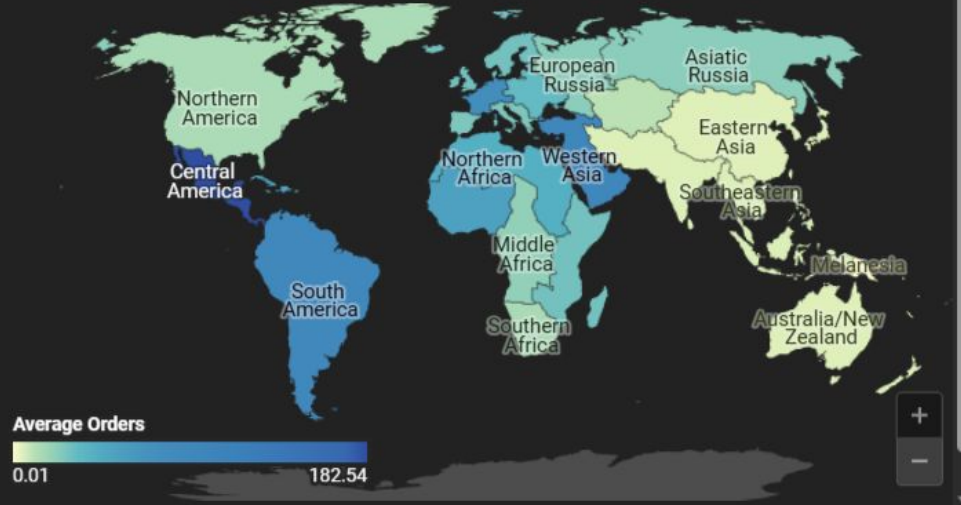 European
Russia
Asiatic
Russia
Northern
America
Eastern
Asia
Northern
Africa
Western
Asia
Central
America
Southeastern
Asia
Middle
Africa
Melanesia
South
America
Southern
Africa
Australia/New
Zealand
Average Orders
0.01 182.54
+
−